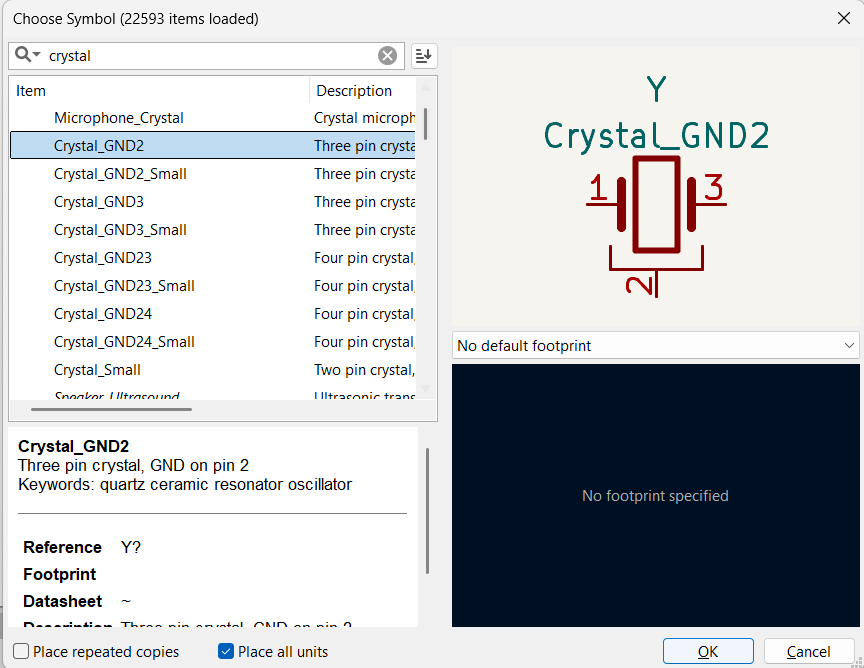 Choose Symbol (22593 items loaded)
crystal
Item Description
Microphone_Crystal Crystal microph
Crystal_GND2 Three pin crysta
Crystal_GND2_Small Three pin crysta
Crystal_GND3 Three pin crysta
Crystal_GND3_Small Three pin crysta
Crystal_GND23 Four pin crystal,
Crystal_GND23_Small Four pin crystal,
Crystal_GND24 Four pin crystal,
Crystal_GND24_Small Four pin crystal,
Crystal_Small Two pin crystal,
Speaker_Ultrasound Ultrasonic trans
Crystal_GND2
Three pin crystal, GND on pin 2
Keywords: quartz ceramic resonator oscillator
Reference Y?
Footprint
Datasheet ~
Description Three pin crystal, GND on pin 2
Place repeated copies
Place all units
Y
Crystal_GND2
1 3
2
No default footprint
No footprint specified
OK Cancel